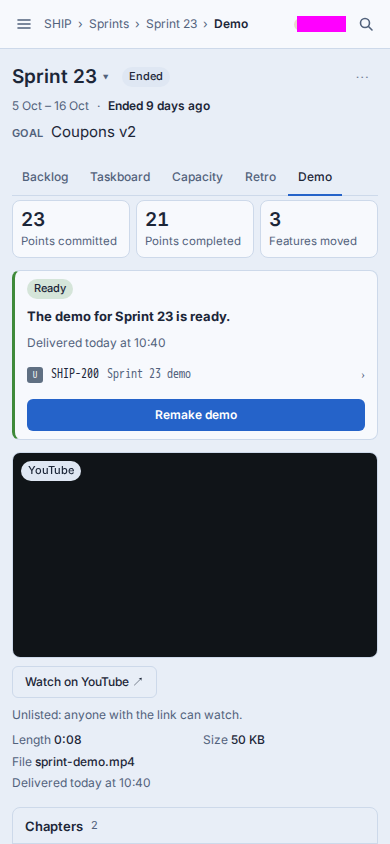 SHIP › Sprints › Sprint 23 › Demo
Sprint 23 ▾ Ended ...
5 Oct – 16 Oct · Ended 9 days ago
GOAL Coupons v2
Backlog Taskboard Capacity Retro Demo
23 21 3
Points committed Points completed Features moved
Ready
The demo for Sprint 23 is ready.
Delivered today at 10:40
U SHIP-200 Sprint 23 demo ›
Remake demo
YouTube
Watch on YouTube ↗
Unlisted: anyone with the link can watch.
Length 0:08 Size 50 KB
File sprint-demo.mp4
Delivered today at 10:40
Chapters 2